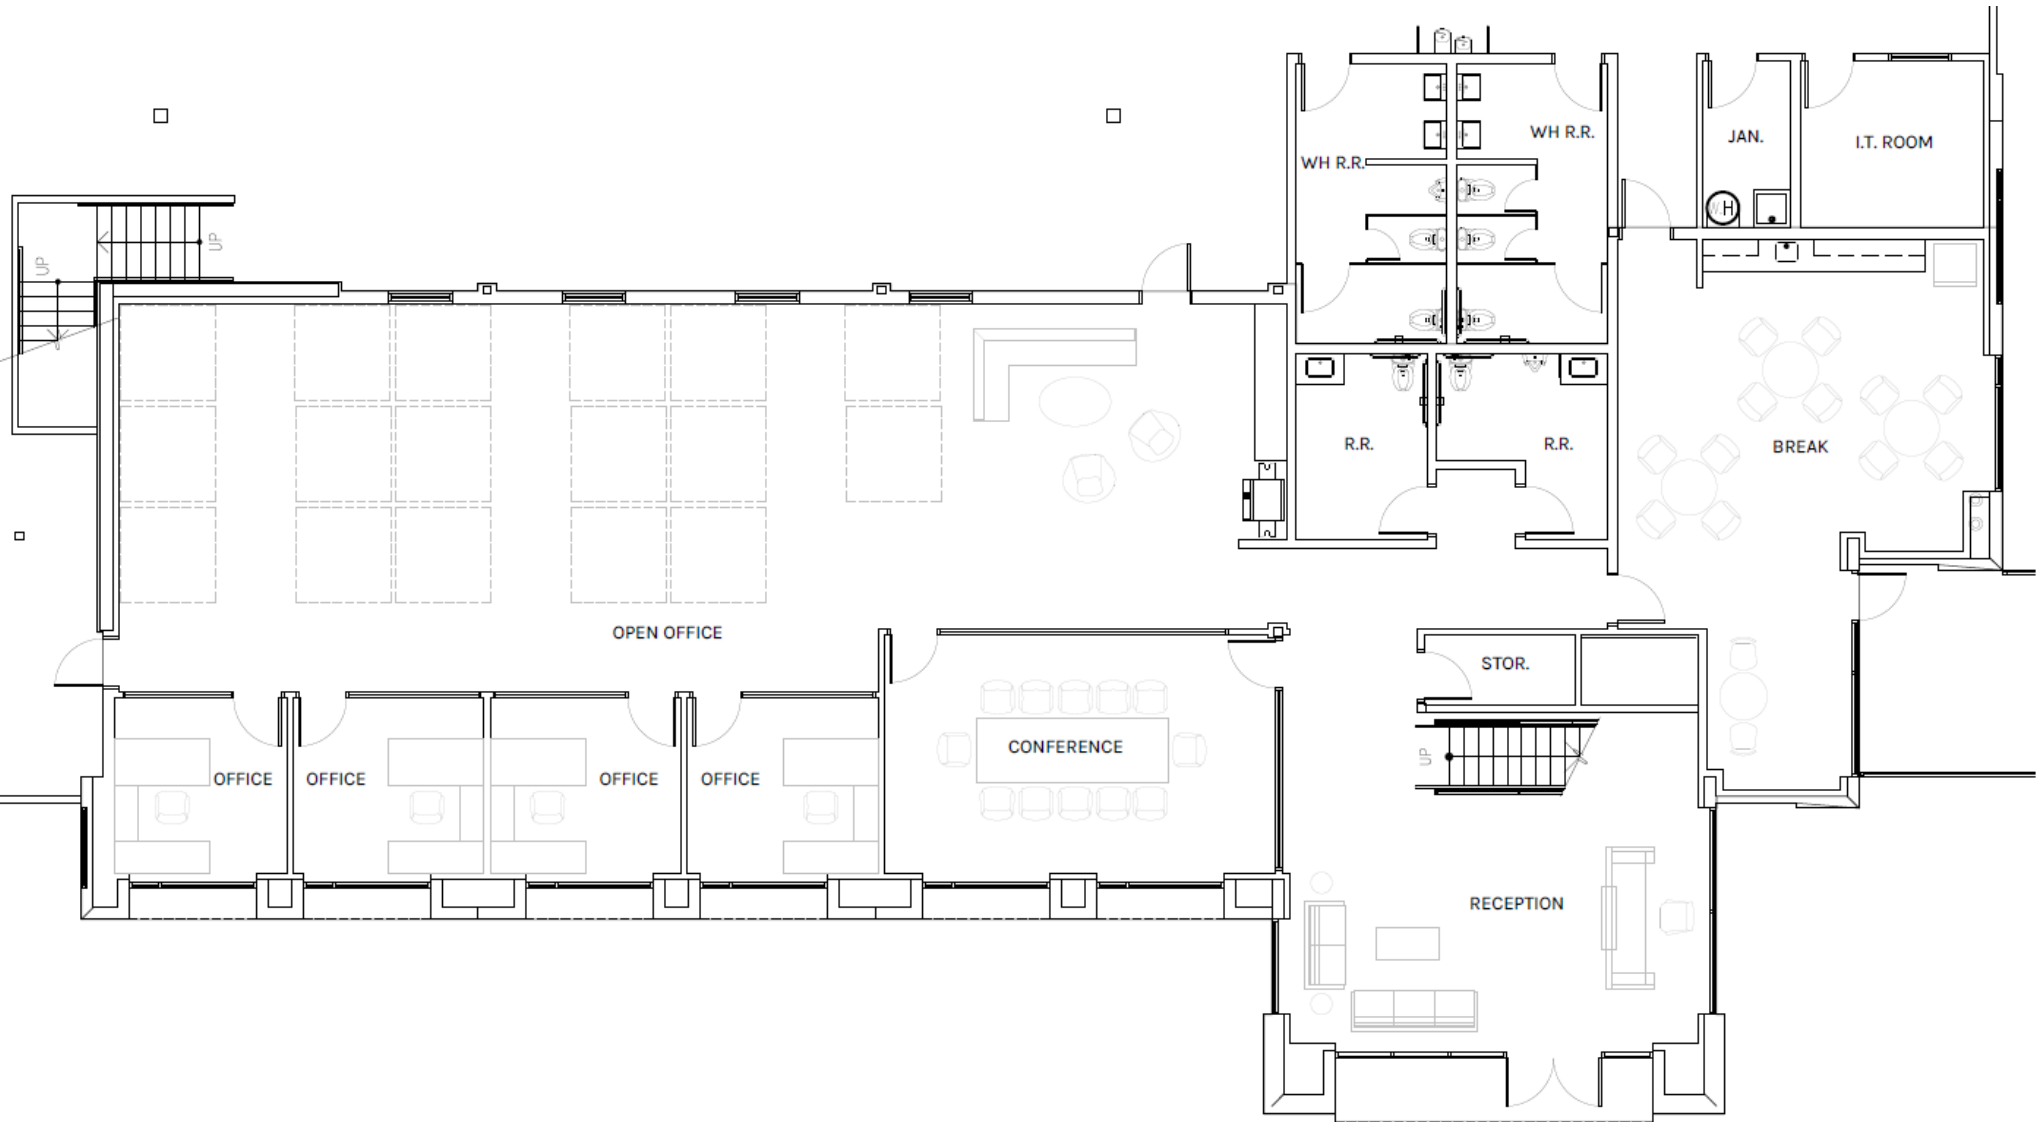 WH R.R.
JAN.
I.T. ROOM
WH R.R.
W.H
UP
UP
R.R.
R.R.
BREAK
OPEN OFFICE
STOR.
CONFERENCE
UP
OFFICE
OFFICE
OFFICE
OFFICE
RECEPTION